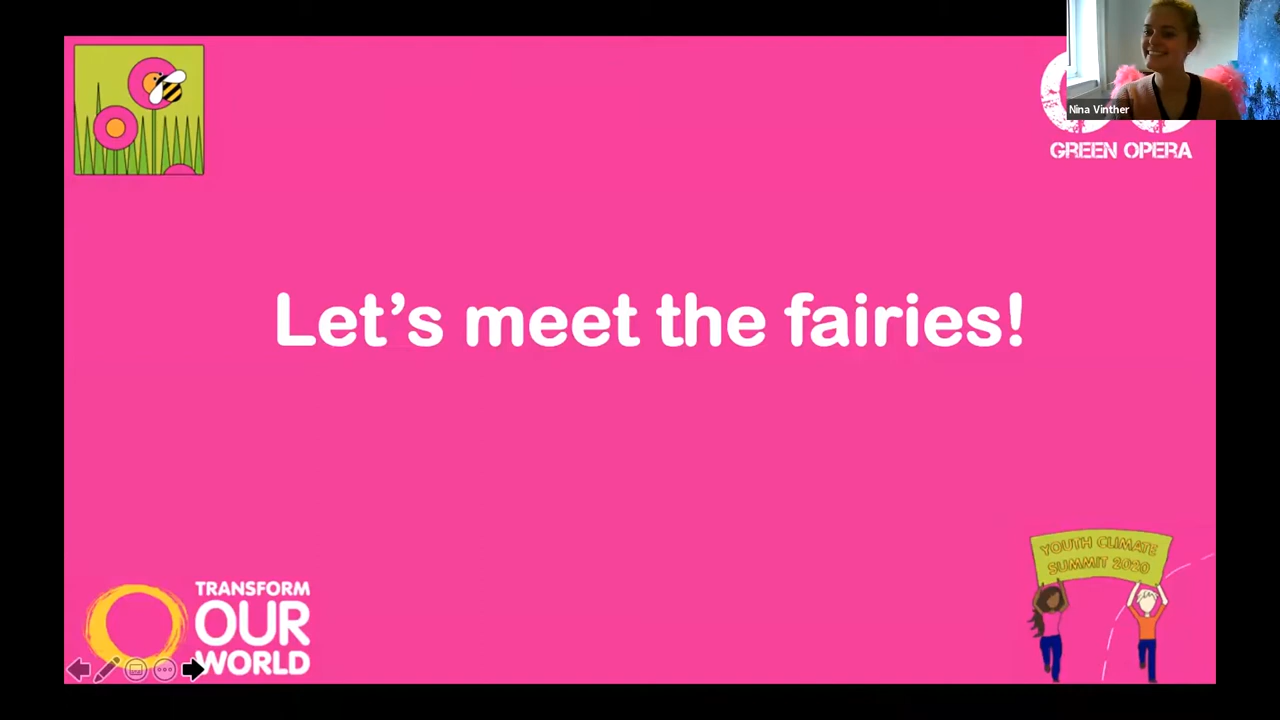 Nina Vinther
GREEN OPERA
Let's meet the fairies!
YOUTH CLIMATE
SUMMIT 2020
TRANSFORM
OUR
WORLD